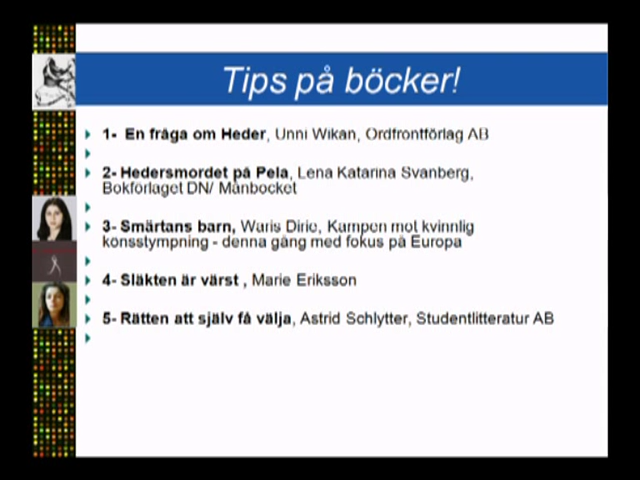 Tips på böcker!
1- En fråga om Heder, Unni Wikan, Ordfrontförlag AB
2- Hedersmordet på Pela, Lena Katarina Svanberg,
Bokförlaget DN/ Månbocket
3- Smärtans barn, Waris Dirie, Kampen mot kvinnlig
könsstympning - denna gång med fokus på Europa
4- Släkten är värst , Marie Eriksson
5- Rätten att själv få välja, Astrid Schlytter, Studentlitteratur AB